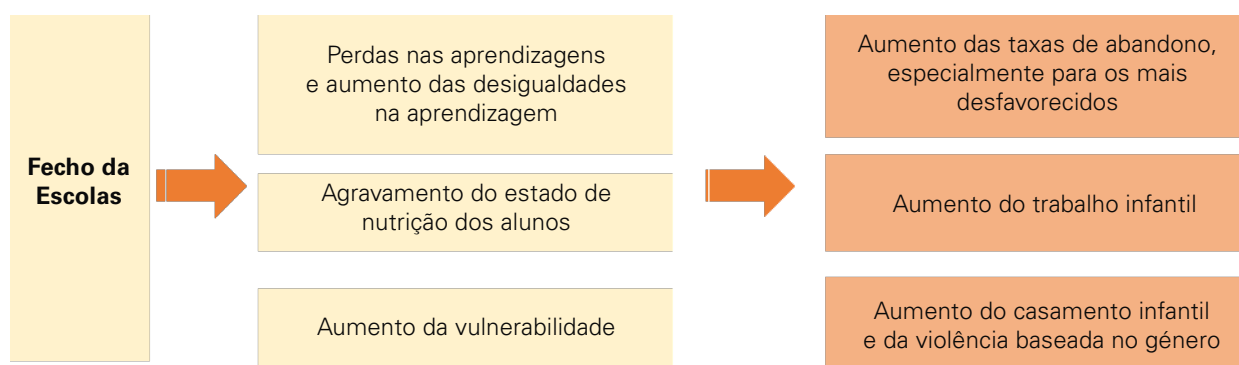 Fecho da
Escolas
Perdas nas aprendizagens
e aumento das desigualdades
na aprendizagem
Agravamento do estado de
nutrição dos alunos
Aumento da vulnerabilidade
Aumento das taxas de abandono,
especialmente para os mais
desfavorecidos
Aumento do trabalho infantil
Aumento do casamento infantil
e da violência baseada no género